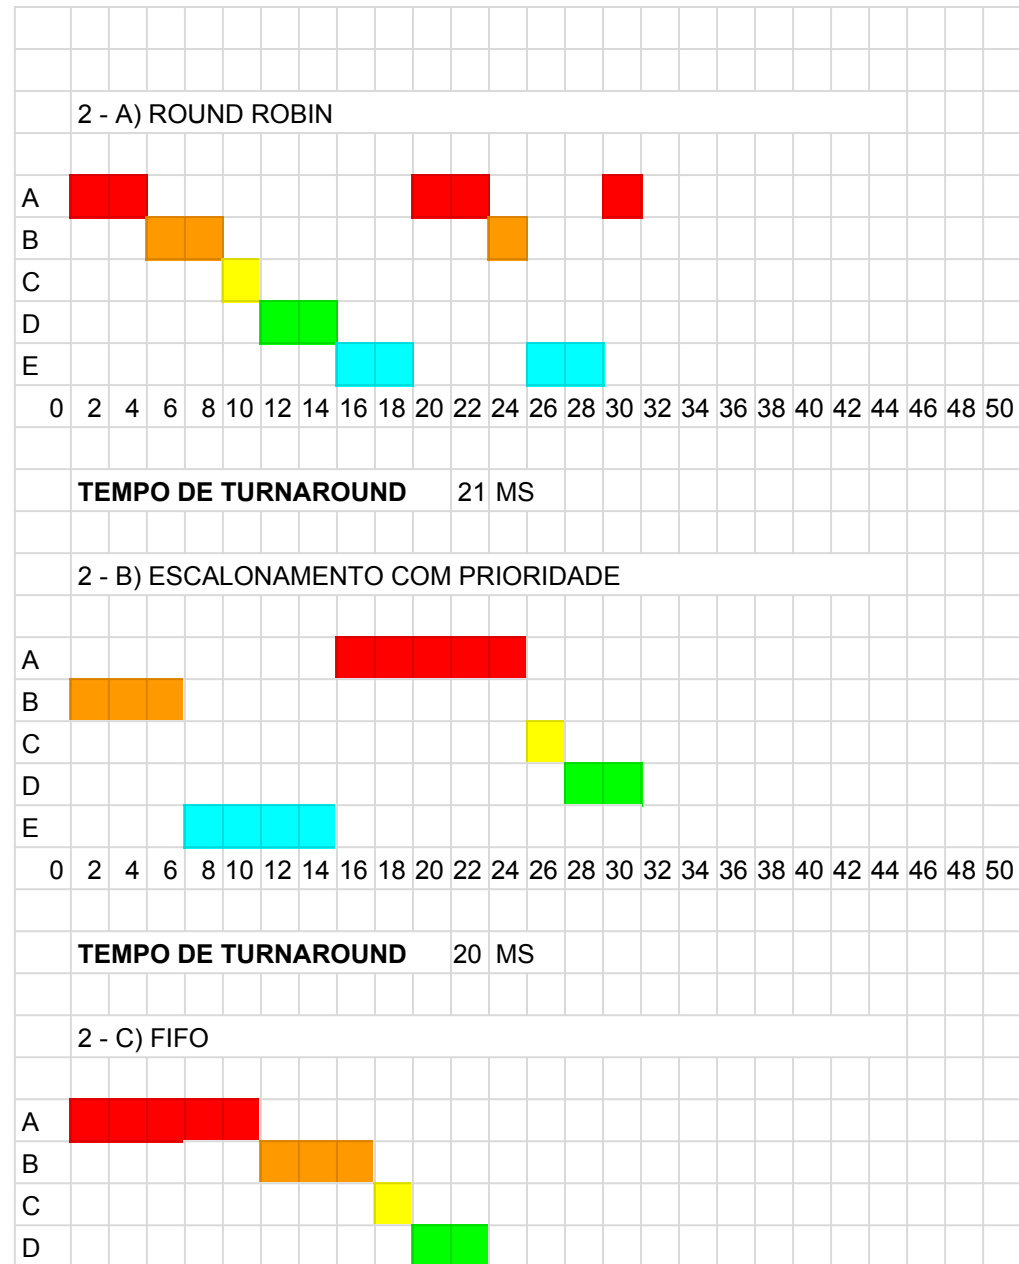 2 - A) ROUND ROBIN
A
B
C
D
E
0 2 4 6 8 10 12 14 16 18 20 22 24 26 28 30 32 34 36 38 40 42 44 46 48 50
TEMPO DE TURNAROUND 21 MS
2 - B) ESCALONAMENTO COM PRIORIDADE
A
B
C
D
E
0 2 4 6 8 10 12 14 16 18 20 22 24 26 28 30 32 34 36 38 40 42 44 46 48 50
TEMPO DE TURNAROUND 20 MS
2 - C) FIFO
A
B
C
D